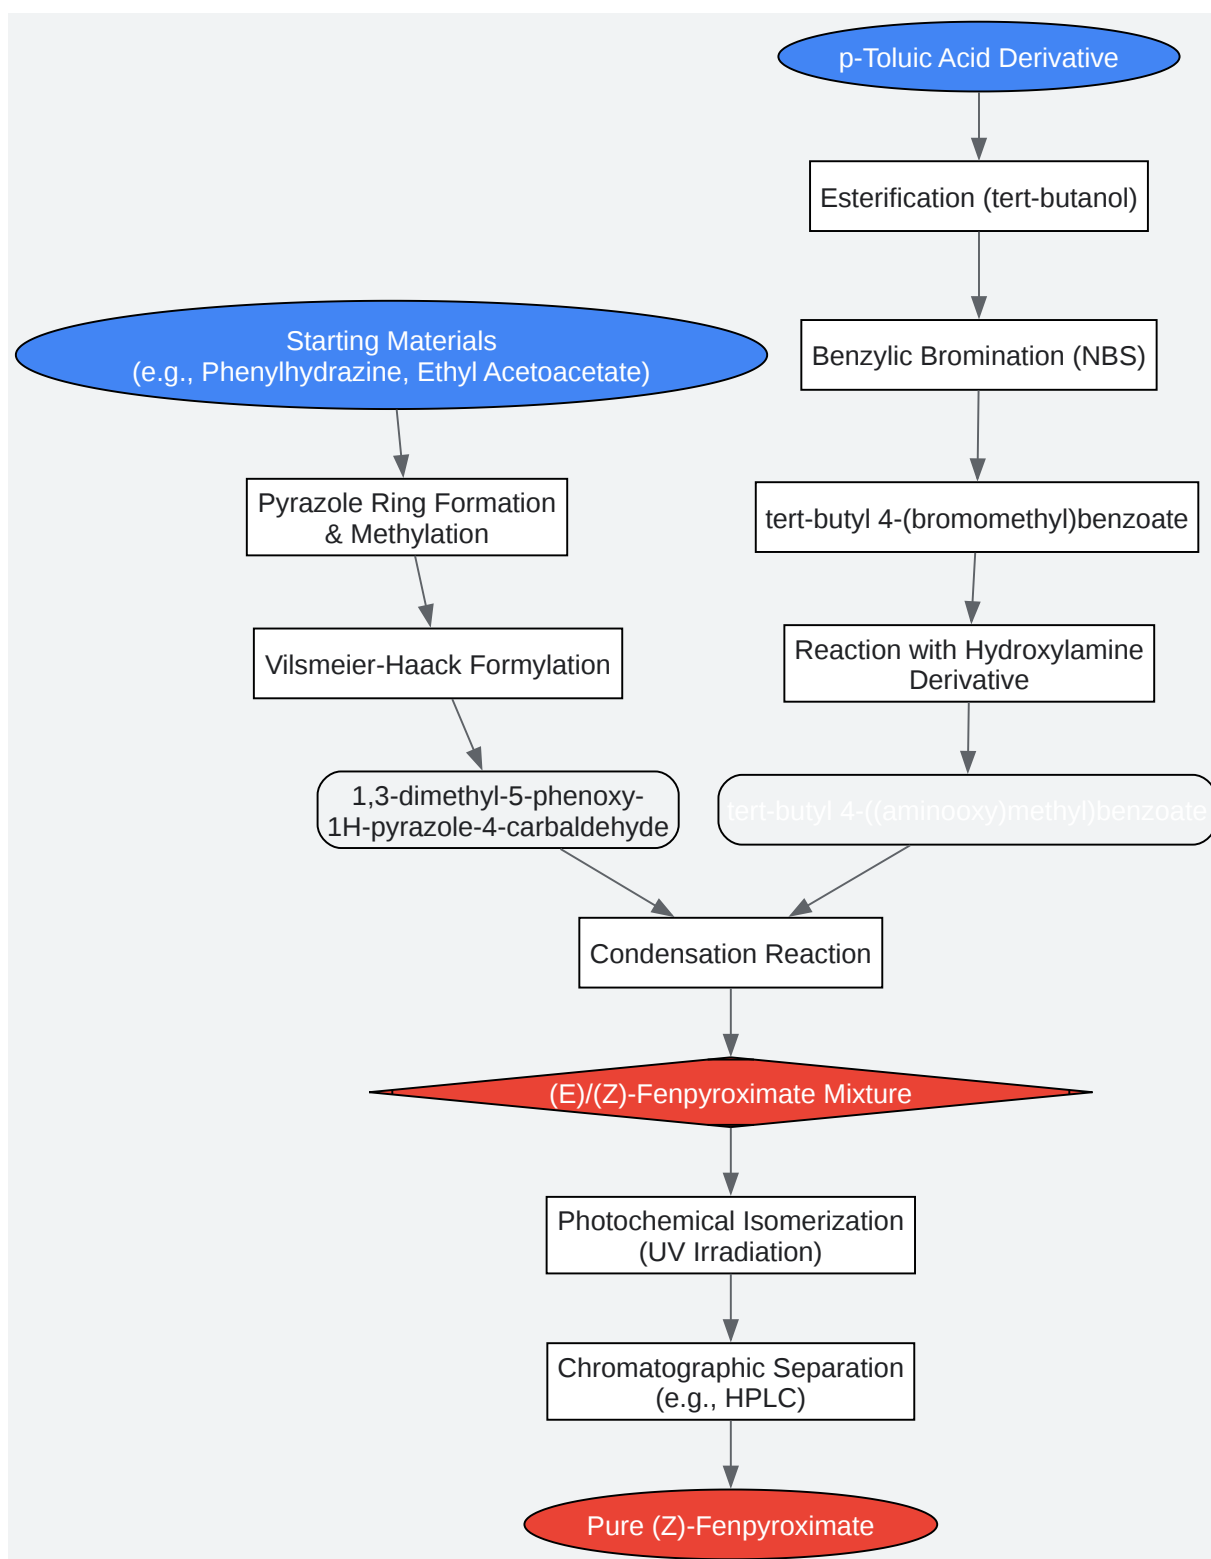 p-Toluic Acid Derivative
Esterification (tert-butanol)
Starting Materials
(e.g., Phenylhydrazine, Ethyl Acetoacetate)
Benzylic Bromination (NBS)
Pyrazole Ring Formation
& Methylation
tert-butyl 4-(bromomethyl)benzoate
Vilsmeier-Haack Formylation
Reaction with Hydroxylamine
Derivative
1,3-dimethyl-5-phenoxy-
1H-pyrazole-4-carbaldehyde
tert-butyl 4-((aminooxy)methyl)benzoate
Condensation Reaction
(E)/(Z)-Fenpyroximate Mixture
Photochemical Isomerization
(UV Irradiation)
Chromatographic Separation
(e.g., HPLC)
Pure (Z)-Fenpyroximate